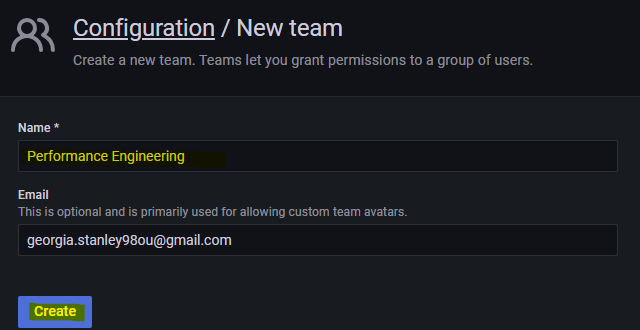 Configuration / New team
Create a new team. Teams let you grant permissions to a group of users.
Name *
Performance Engineering
Email
This is optional and is primarily used for allowing custom team avatars.
georgia.stanley98ou@gmail.com
Create